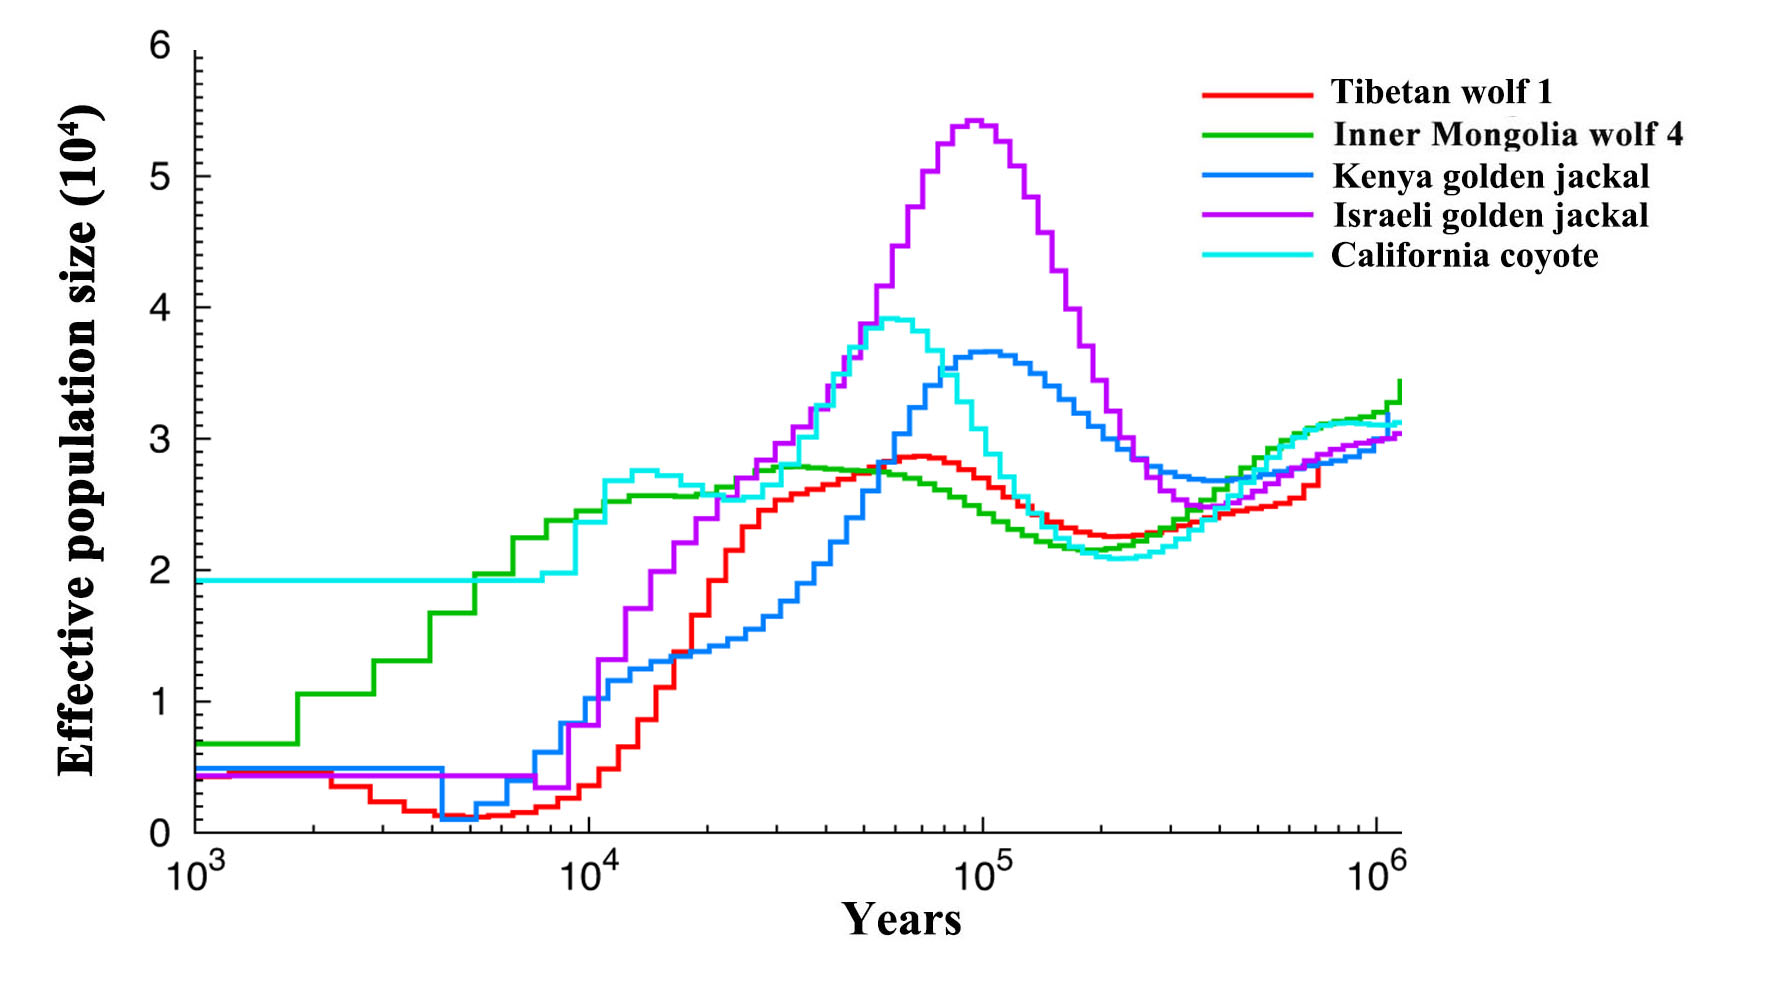 Effective population size (10⁴)
6
5
4
3
2
1
0
10³
10⁴
10⁵
10⁶
Years
Tibetan wolf 1
Inner Mongolia wolf 4
Kenya golden jackal
Israeli golden jackal
California coyote